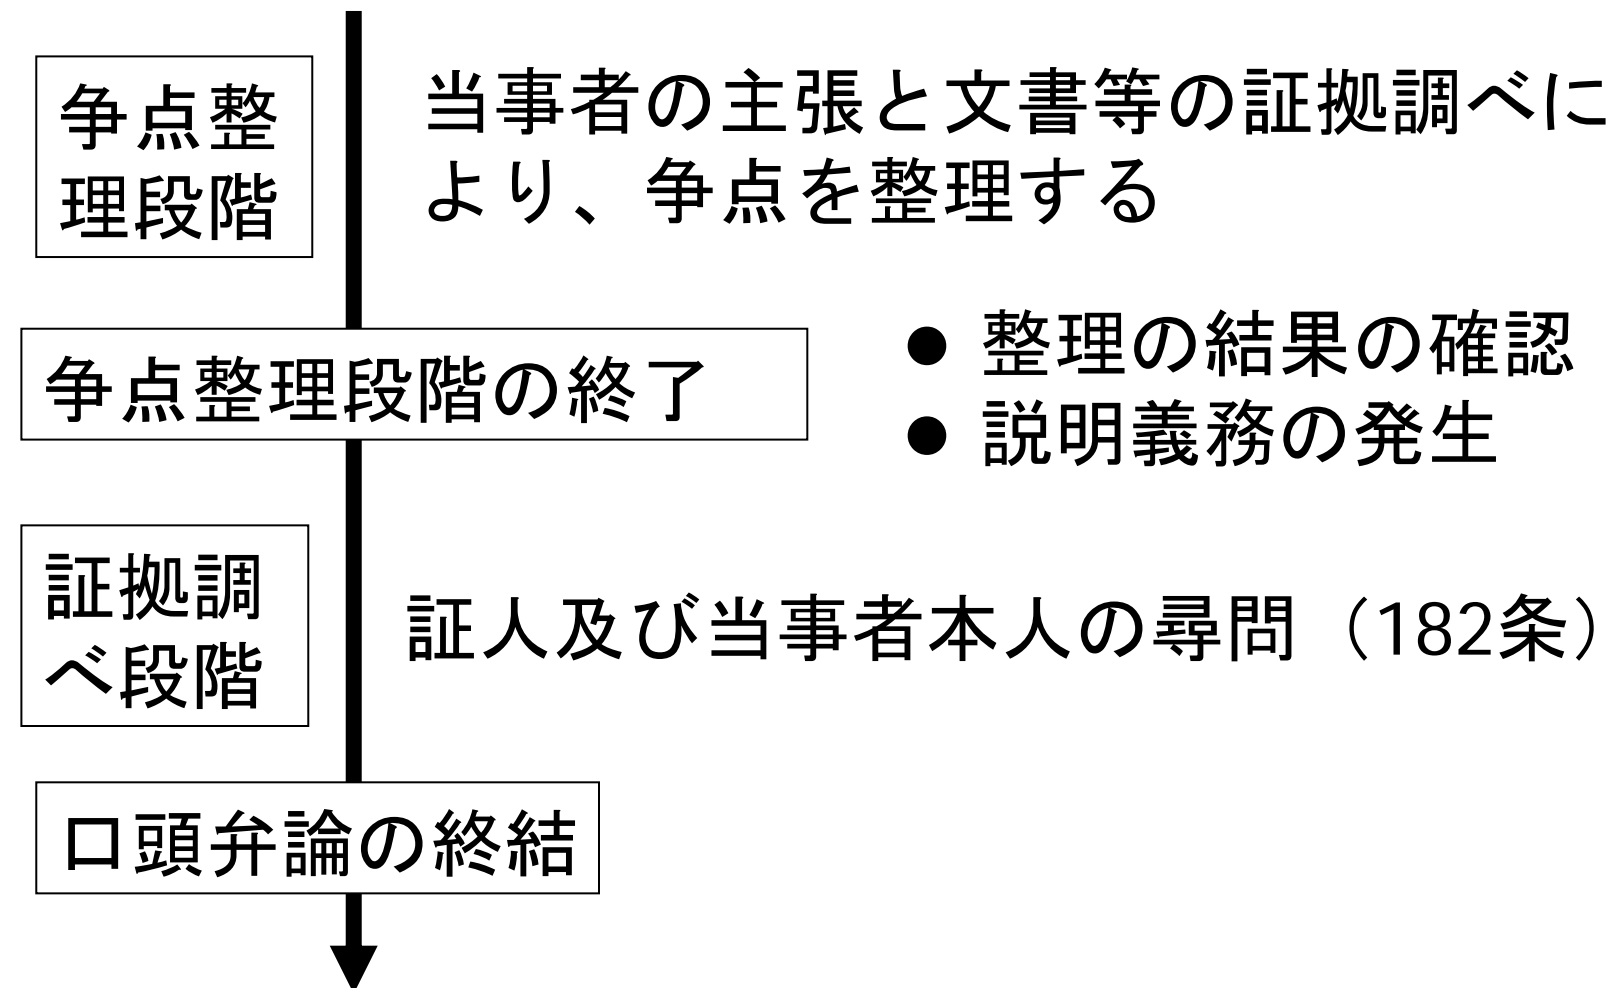 争点整
理段階
当事者の主張と文書等の証拠調べに
より、争点を整理する
争点整理段階の終了
● 整理の結果の確認
● 説明義務の発生
証拠調
べ段階
証人及び当事者本人の尋問（182条）
口頭弁論の終結